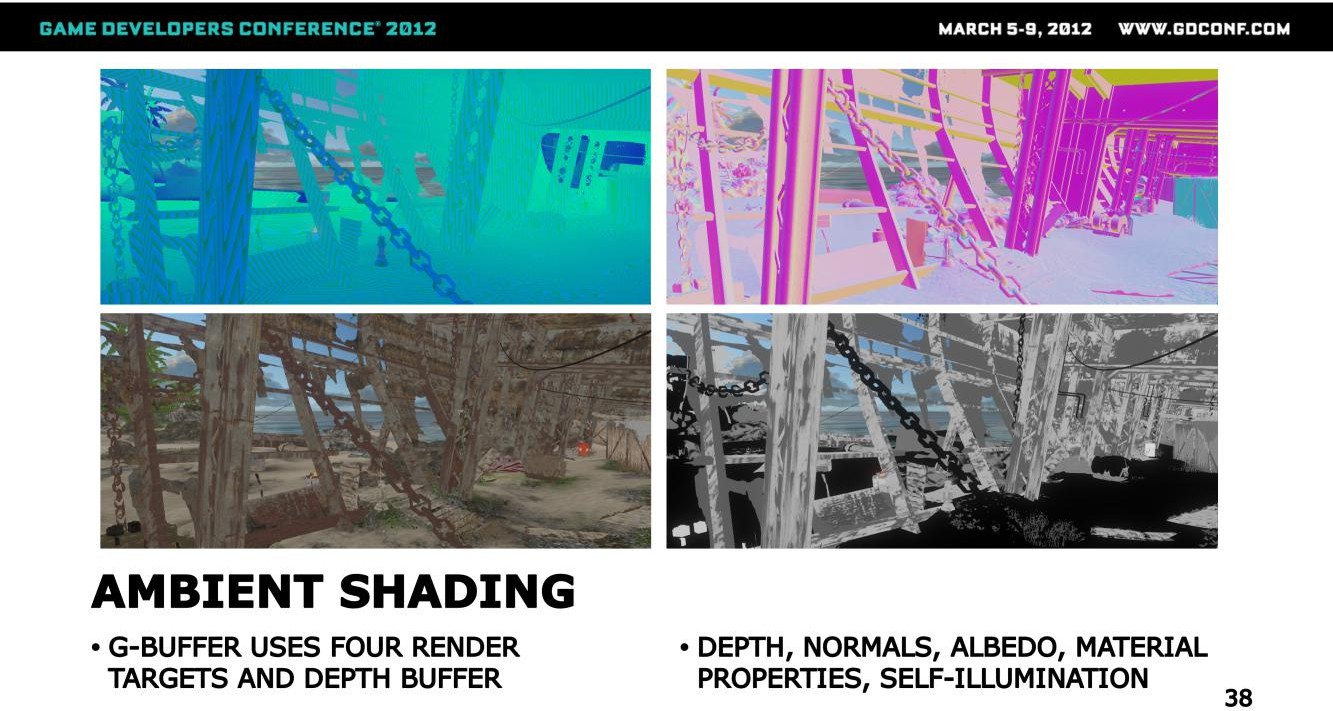 GAME DEVELOPERS CONFERENCE® 2012
MARCH 5-9, 2012 WWW.GDCONF.COM
AMBIENT SHADING
• G-BUFFER USES FOUR RENDER
TARGETS AND DEPTH BUFFER
• DEPTH, NORMALS, ALBEDO, MATERIAL
PROPERTIES, SELF-ILLUMINATION
38